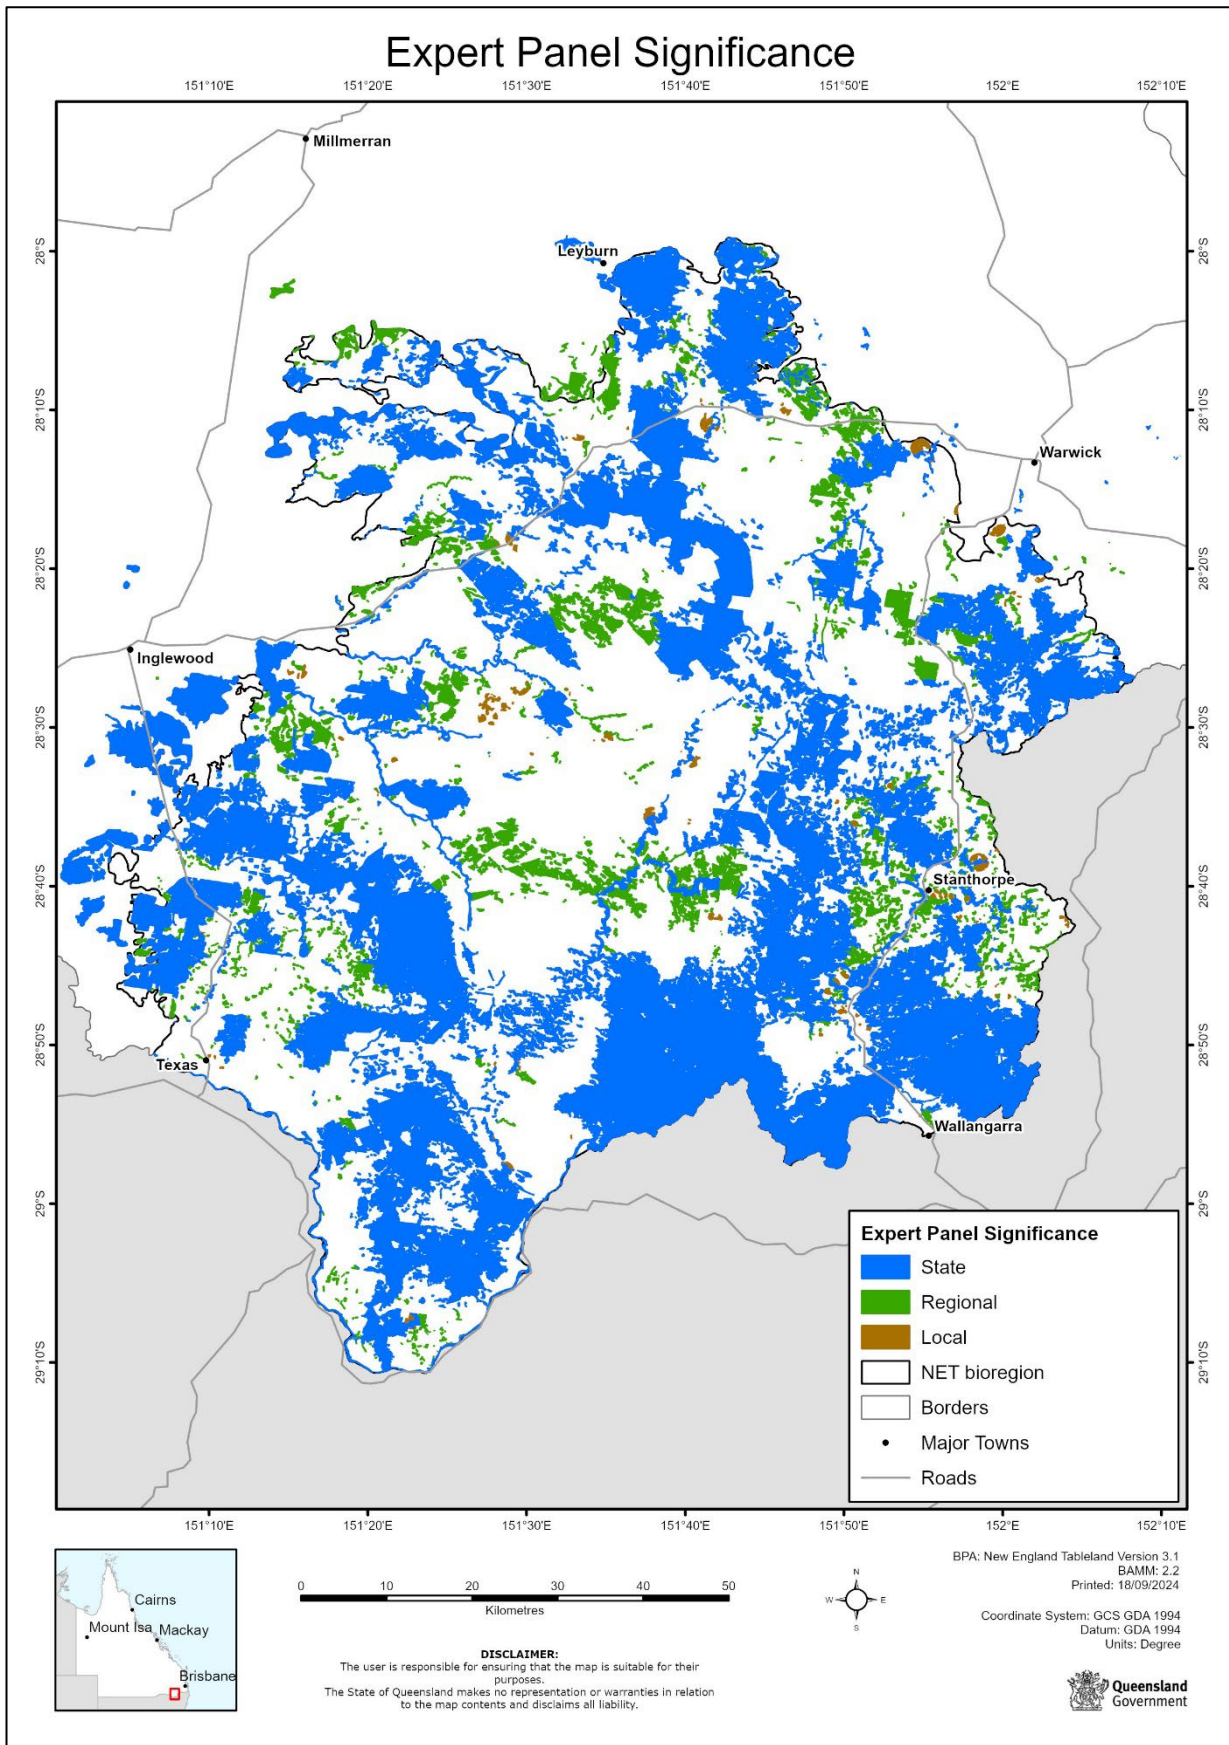 Expert Panel Significance
151°10'E 151°20'E 151°30'E 151°40'E 151°50'E 152°E 152°10'E
Millmerran
28°S 28°S
Leyburn
28°10'S 28°10'S
Warwick
28°20'S 28°20'S
Inglewood
28°30'S 28°30'S
28°40'S 28°40'S
Stanthorpe
28°50'S 28°50'S
Texas
Wallangarra
29°S 29°S
29°10'S 29°10'S
Expert Panel Significance
State
Regional
Local
NET bioregion
Borders
Major Towns
Roads
151°10'E 151°20'E 151°30'E 151°40'E 151°50'E 152°E 152°10'E
Cairns
Mount Isa
Mackay
Brisbane
0 10 20 30 40 50
Kilometres
DISCLAIMER:
The user is responsible for ensuring that the map is suitable for their
purposes.
The State of Queensland makes no representation or warranties in relation
to the map contents and disclaims all liability.
N
W E
S
BPA: New England Tableland Version 3.1
BAMM: 2.2
Printed: 18/09/2024
Coordinate System: GCS GDA 1994
Datum: GDA 1994
Units: Degree
Queensland
Government